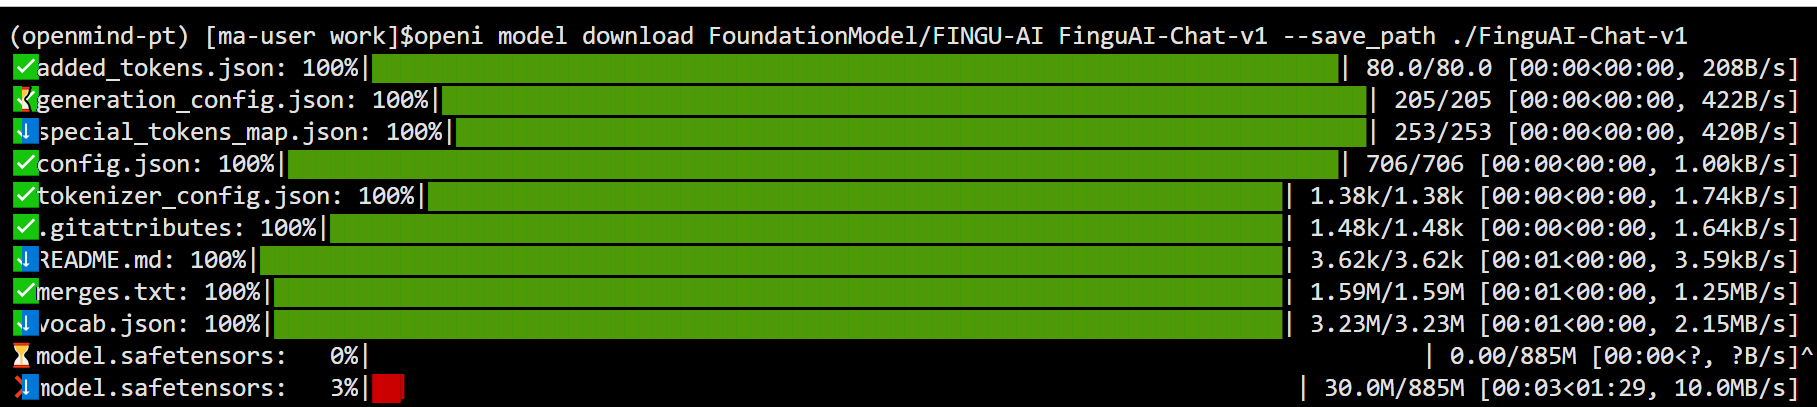 (openmind-pt) [ma-user work]$openi model download FoundationModel/FINGU-AI FinguAI-Chat-v1 --save_path ./FinguAI-Chat-v1
added_tokens.json: 100%| | 80.0/80.0 [00:00<00:00, 208B/s]
generation_config.json: 100%| | 205/205 [00:00<00:00, 422B/s]
special_tokens_map.json: 100%| | 253/253 [00:00<00:00, 420B/s]
config.json: 100%| | 706/706 [00:00<00:00, 1.00kB/s]
tokenizer_config.json: 100%| | 1.38k/1.38k [00:00<00:00, 1.74kB/s]
.gitattributes: 100%| | 1.48k/1.48k [00:00<00:00, 1.64kB/s]
README.md: 100%| | 3.62k/3.62k [00:01<00:00, 3.59kB/s]
merges.txt: 100%| | 1.59M/1.59M [00:01<00:00, 1.25MB/s]
vocab.json: 100%| | 3.23M/3.23M [00:01<00:00, 2.15MB/s]
model.safetensors: 0%| | 0.00/885M [00:00<?, ?B/s]^
model.safetensors: 3%| | 30.0M/885M [00:03<01:29, 10.0MB/s]